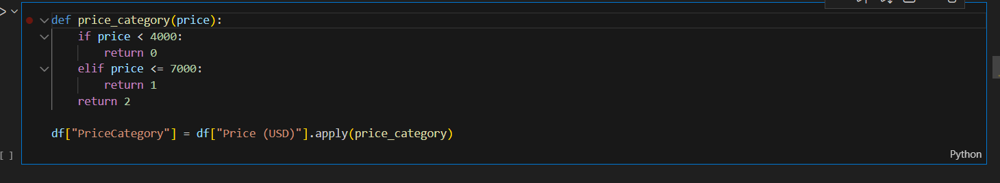 def price_category(price):
    if price < 4000:
        return 0
    elif price <= 7000:
        return 1
    return 2

df["PriceCategory"] = df["Price (USD)"].apply(price_category)
Python
[ ]